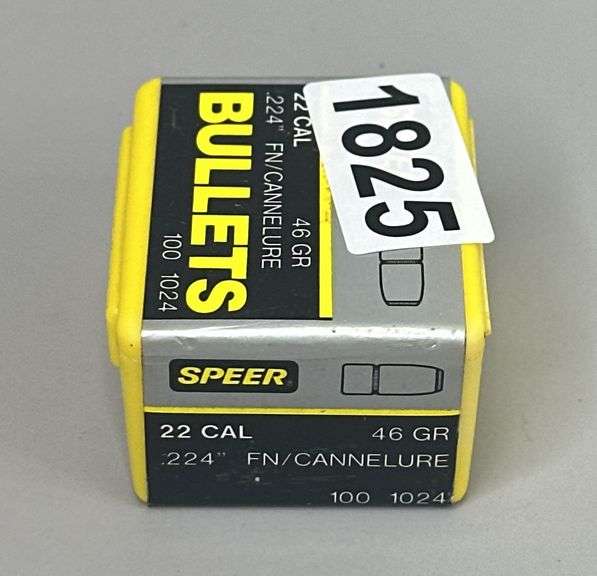 1825
22 CAL
.224" FN/CANNELURE
46 GR
BULLETS
100 1024
SPEER
22 CAL 46 GR
.224" FN/CANNELURE
100 1024